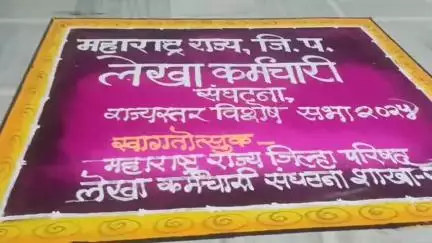 महाराष्ट्र राज्य, जि. प.
लेखा कर्मचारी
संघटना,
राज्यस्तर विशेष सभा २०२४
स्वागतोत्सुक —
महाराष्ट्र राज्य जिल्हा परिषद
लेखा कर्मचारी संघटना शाखा-